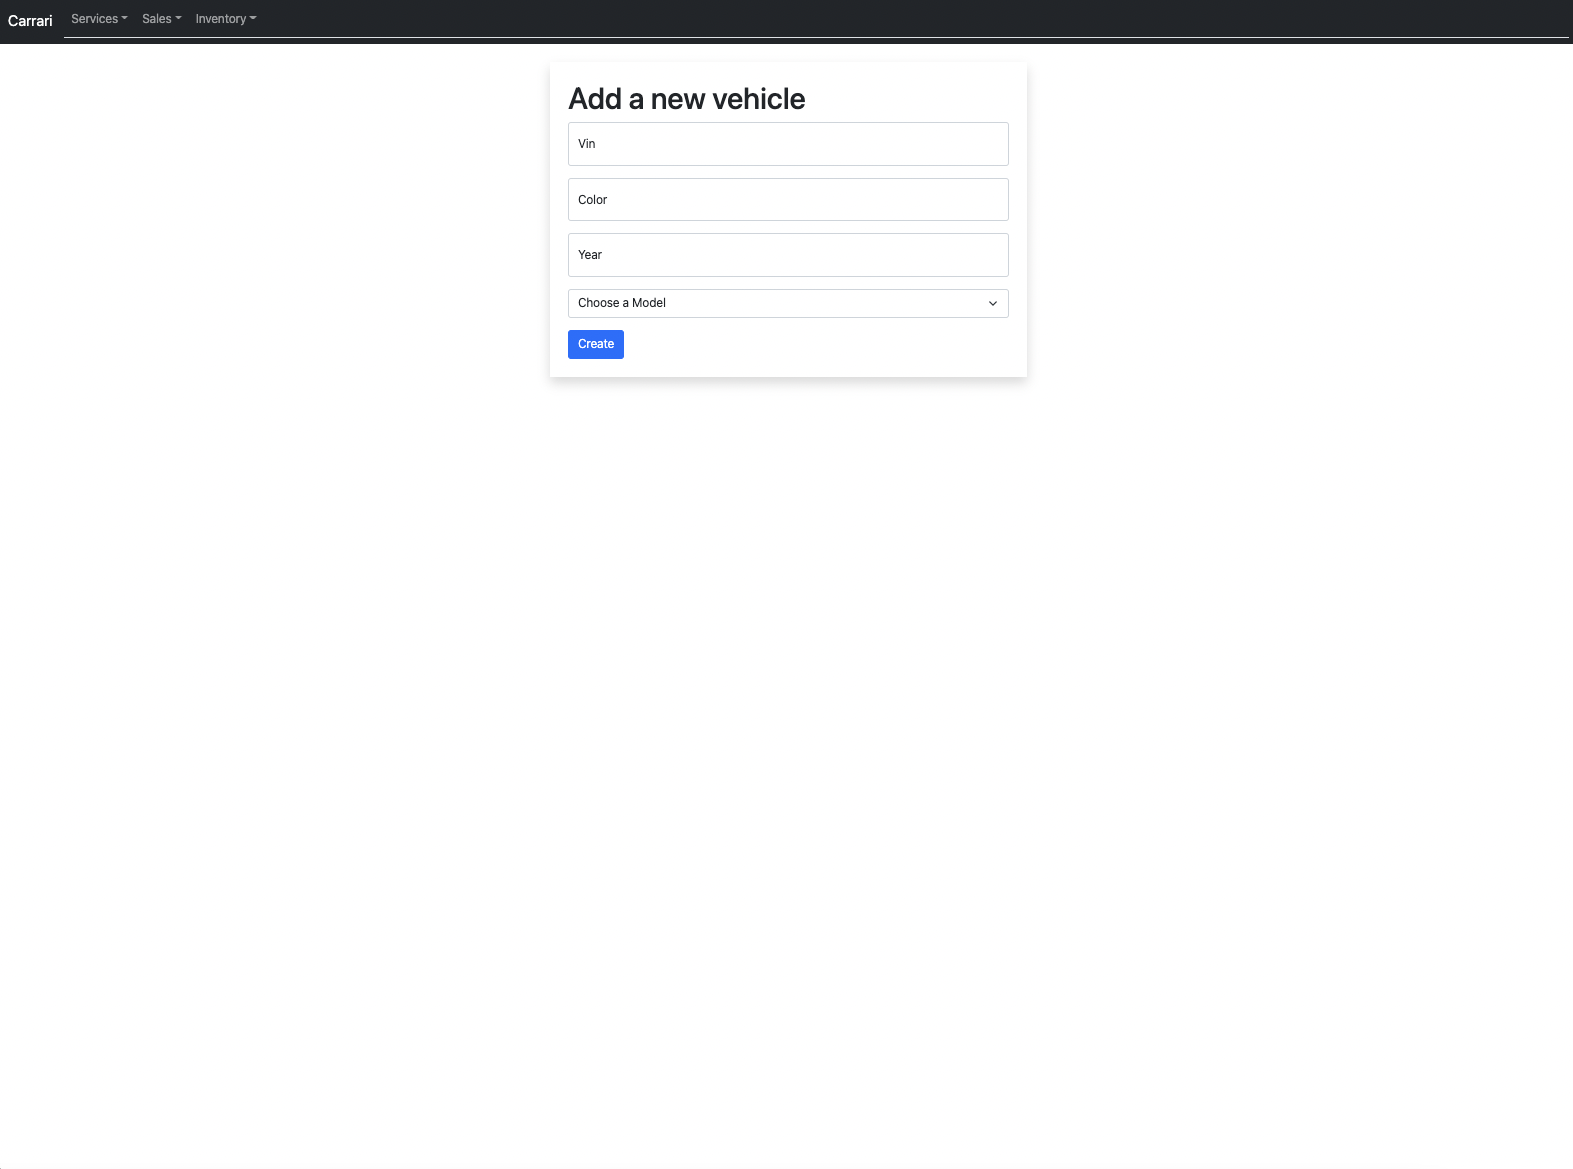 Carrari Services Sales Inventory
Add a new vehicle
Vin
Color
Year
Choose a Model
Create